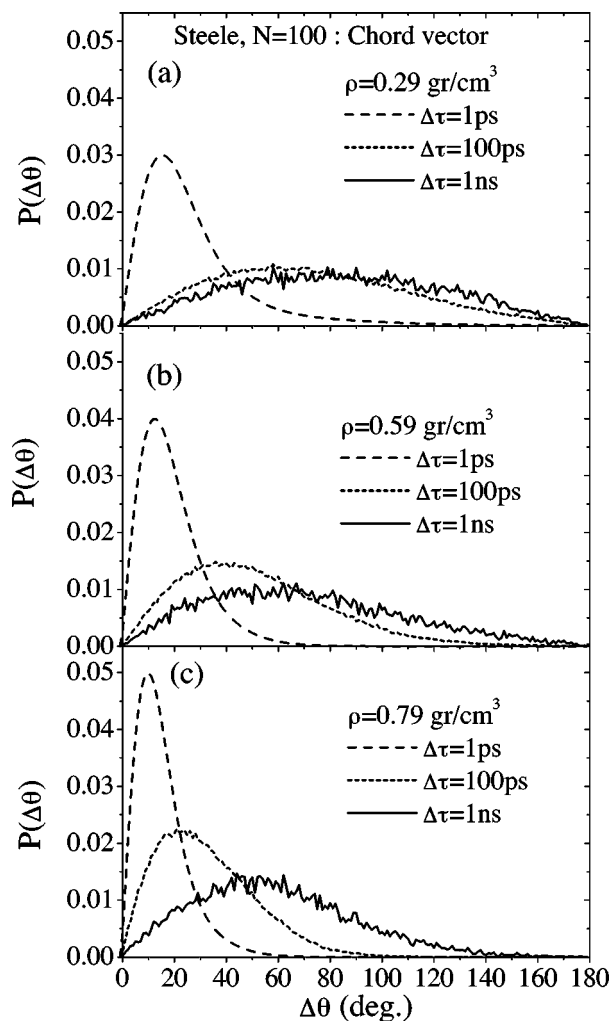 Steele, N=100 : Chord vector
(a)
ρ=0.29 gr/cm³
Δτ=1ps
Δτ=100ps
Δτ=1ns
P(Δθ)
0.05
0.04
0.03
0.02
0.01
0.00
(b)
ρ=0.59 gr/cm³
Δτ=1ps
Δτ=100ps
Δτ=1ns
P(Δθ)
0.05
0.04
0.03
0.02
0.01
0.00
(c)
ρ=0.79 gr/cm³
Δτ=1ps
Δτ=100ps
Δτ=1ns
P(Δθ)
0.05
0.04
0.03
0.02
0.01
0.00
0 20 40 60 80 100 120 140 160 180
Δθ (deg.)